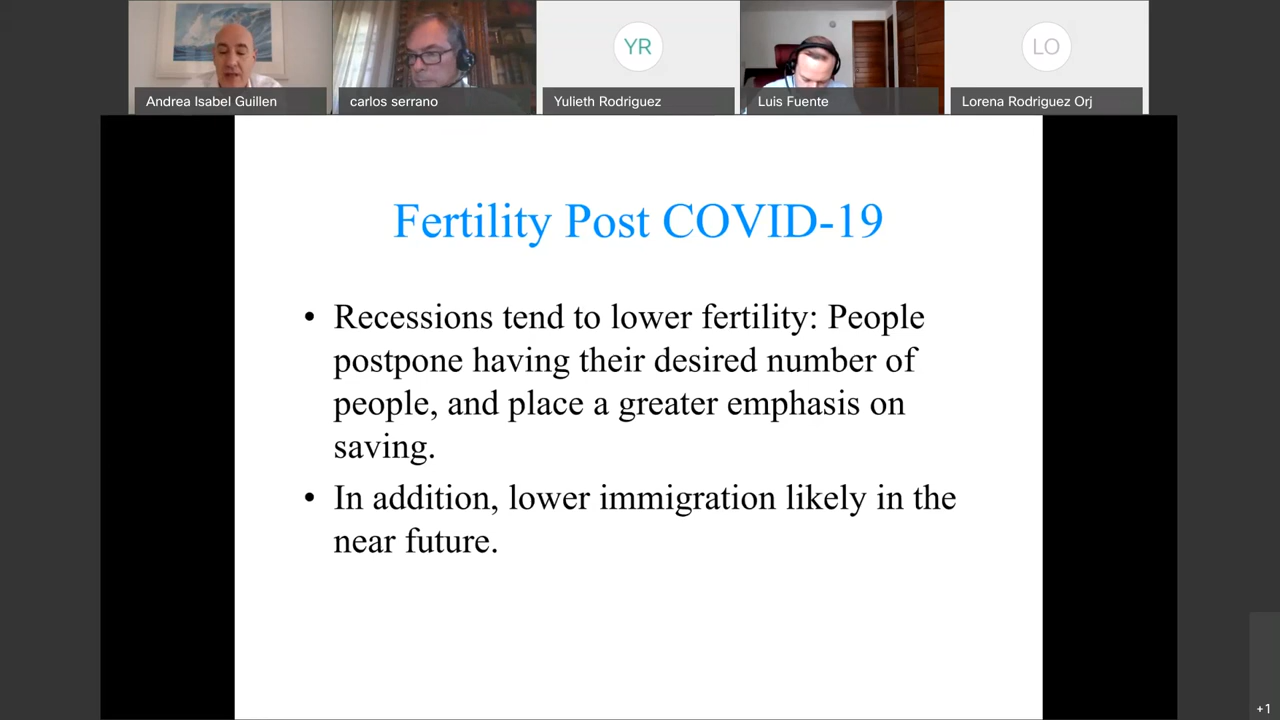 YR
LO
Andrea Isabel Guillen
carlos serrano
Yulieth Rodriguez
Luis Fuente
Lorena Rodriguez Orj
Fertility Post COVID-19
• Recessions tend to lower fertility: People
postpone having their desired number of
people, and place a greater emphasis on
saving.
• In addition, lower immigration likely in the
near future.
+1